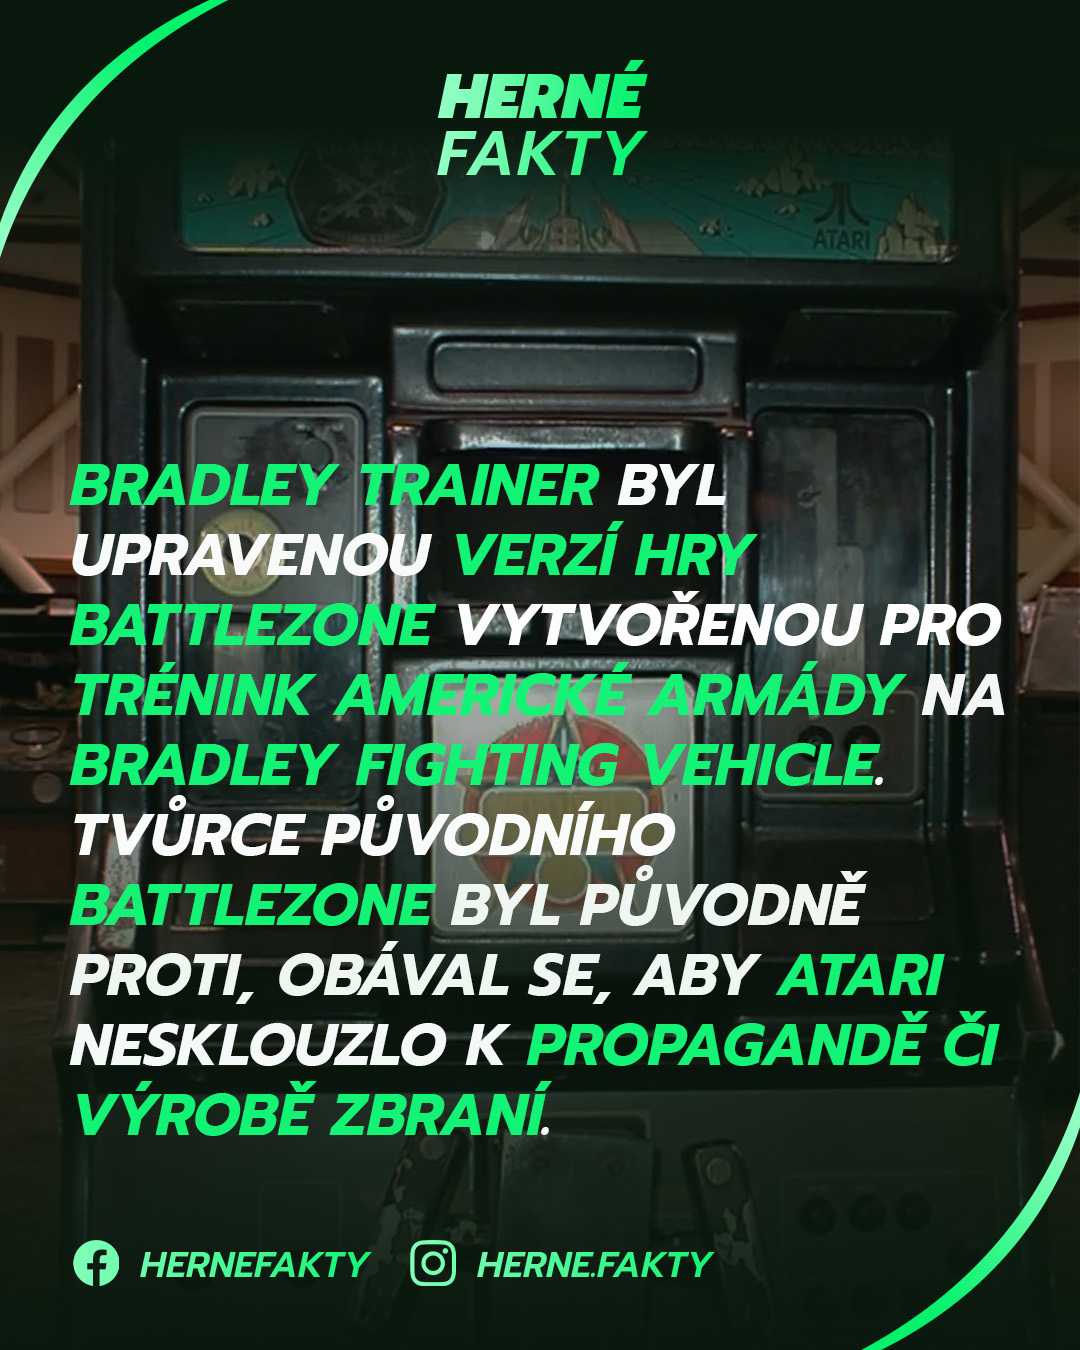 HERNÉ
FAKTY
ATARI
BRADLEY TRAINER BYL
UPRAVENOU VERZÍ HRY
BATTLEZONE VYTVOŘENOU PRO
TRÉNINK AMERICKÉ ARMÁDY NA
BRADLEY FIGHTING VEHICLE.
TVŮRCE PŮVODNÍHO
BATTLEZONE BYL PŮVODNĚ
PROTI, OBÁVAL SE, ABY ATARI
NESKLOUZLO K PROPAGANDĚ ČI
VÝROBĚ ZBRANÍ.
HERNEFAKTY HERNE.FAKTY